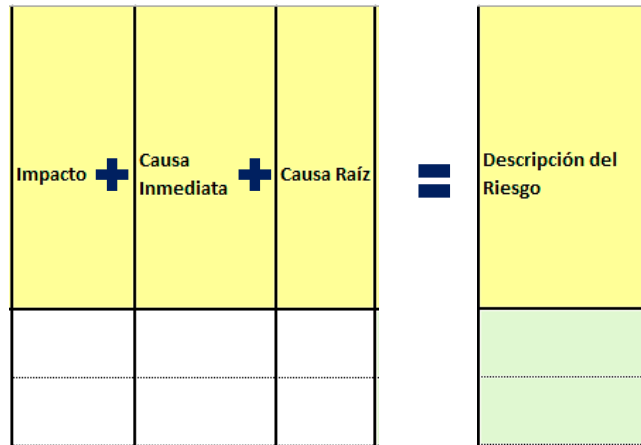 Impacto + Causa Inmediata + Causa Raíz = Descripción del Riesgo